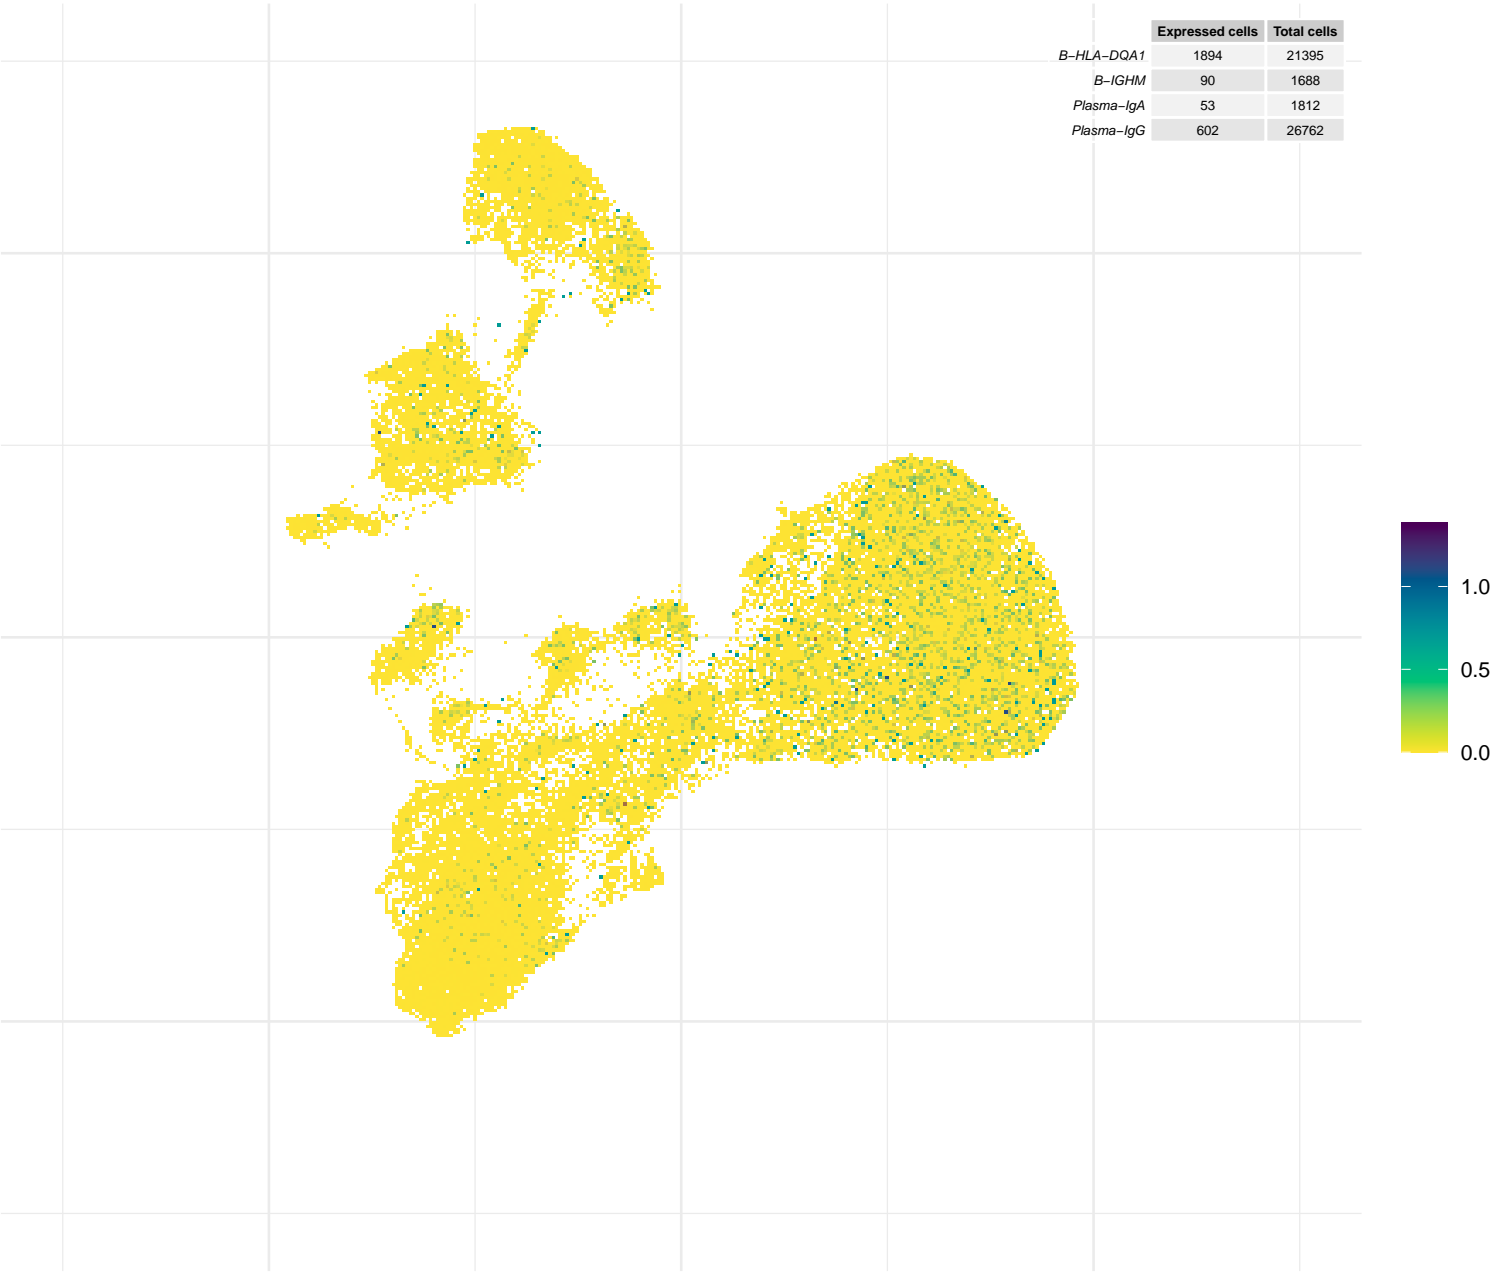 Expressed cells Total cells
B−HLA−DQA1 1894 21395
B−IGHM 90 1688
Plasma−IgA 53 1812
Plasma−IgG 602 26762
1.0
0.5
0.0